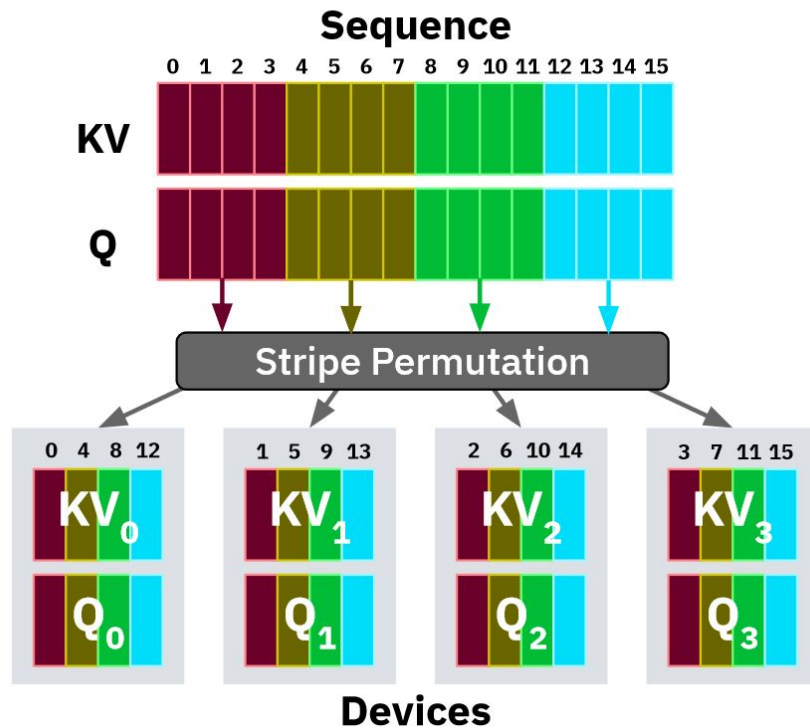 Sequence
0 1 2 3 4 5 6 7 8 9 10 11 12 13 14 15
KV
Q
Stripe Permutation
0 4 8 12
1 5 9 13
2 6 10 14
3 7 11 15
KV0
KV1
KV2
KV3
Q0
Q1
Q2
Q3
Devices